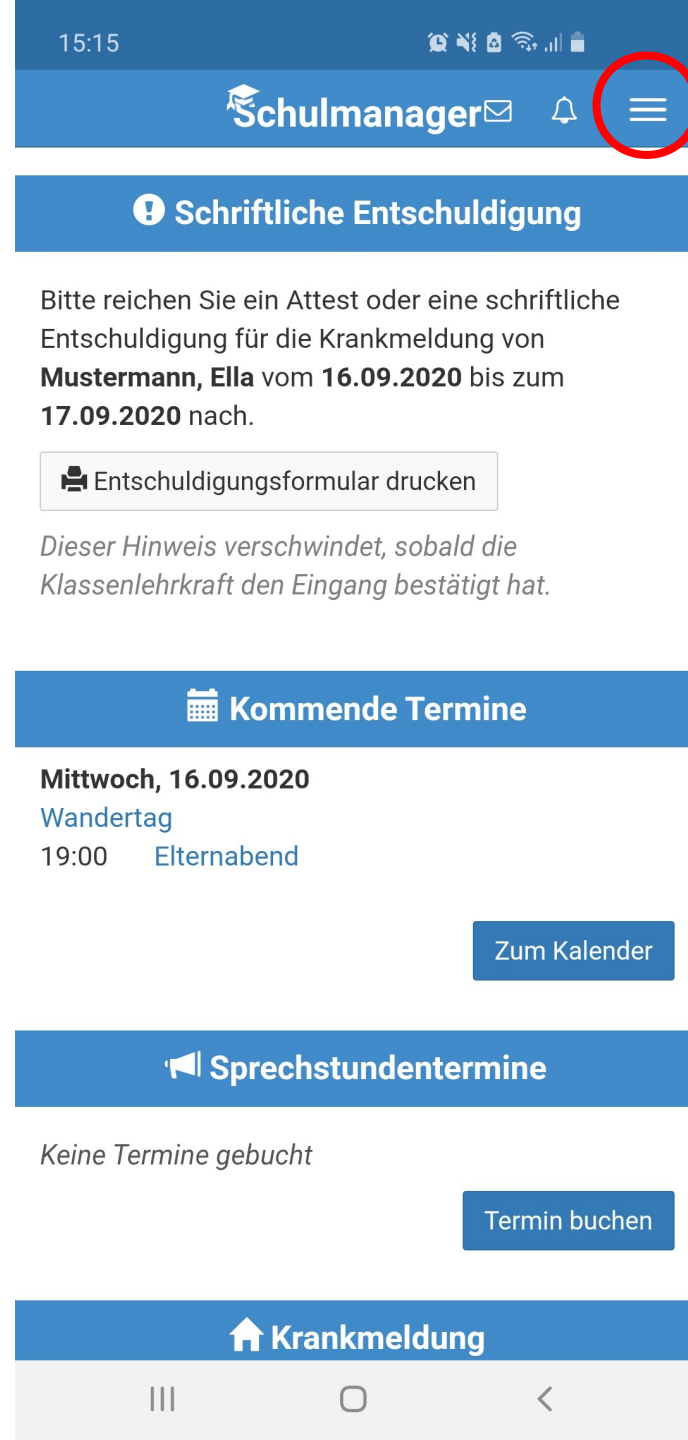 15:15
Schulmanager
Schriftliche Entschuldigung
Bitte reichen Sie ein Attest oder eine schriftliche
Entschuldigung für die Krankmeldung von
Mustermann, Ella vom 16.09.2020 bis zum
17.09.2020 nach.
Entschuldigungsformular drucken
Dieser Hinweis verschwindet, sobald die
Klassenlehrkraft den Eingang bestätigt hat.
Kommende Termine
Mittwoch, 16.09.2020
Wandertag
19:00 Elternabend
Zum Kalender
Sprechstundentermine
Keine Termine gebucht
Termin buchen
Krankmeldung